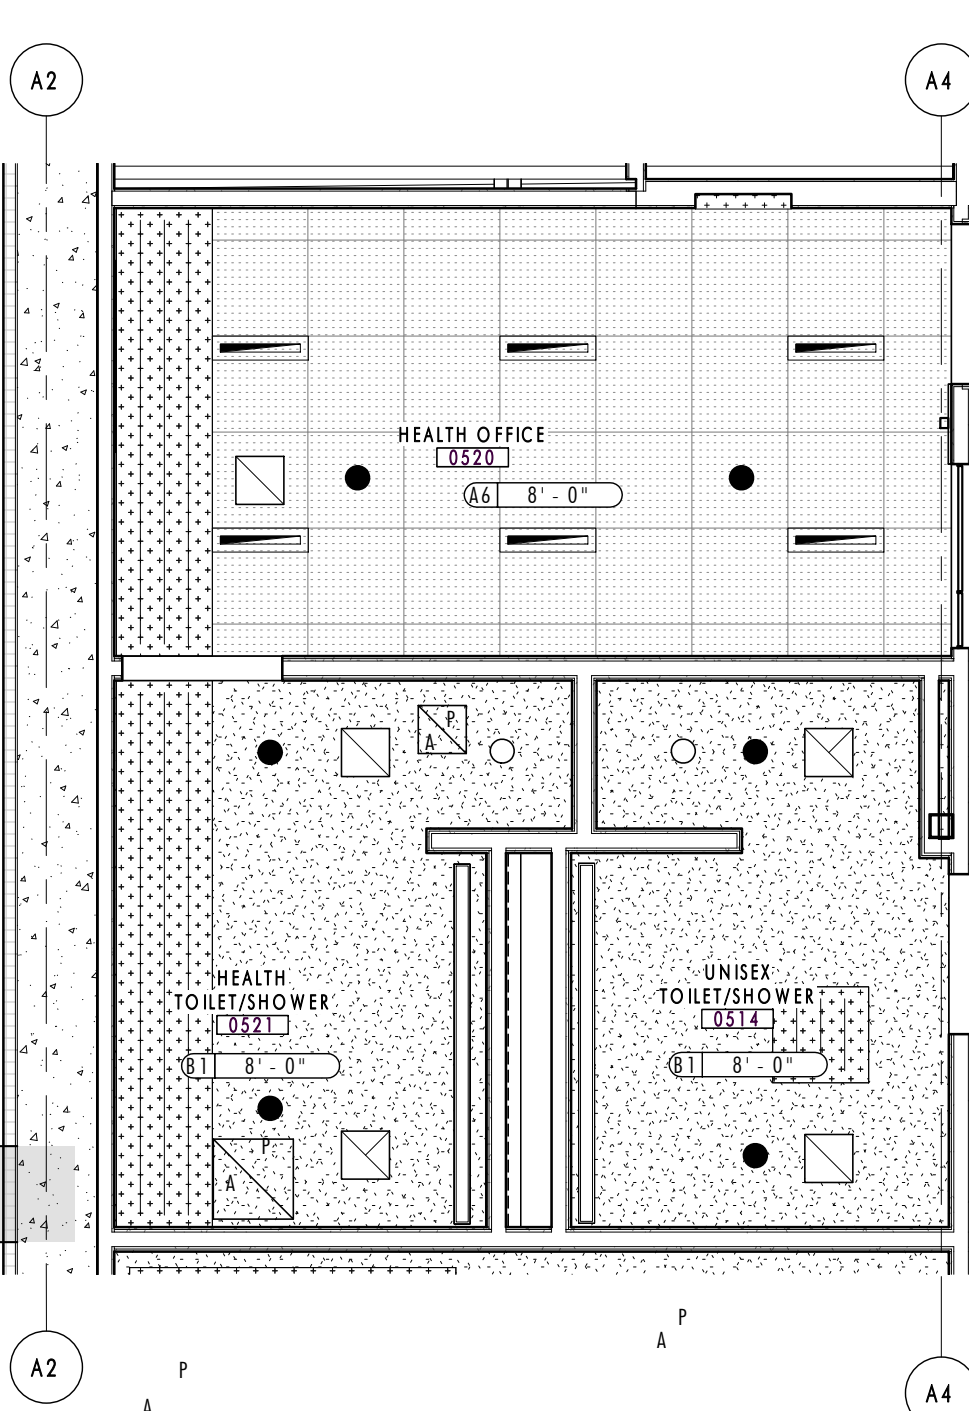 A2
A4
HEALTH OFFICE
0520
A6 8' - 0"
P
A
HEALTH
TOILET/SHOWER
0521
B1 8' - 0"
UNISEX
TOILET/SHOWER
0514
B1 8' - 0"
P
A
P
A
A2
P
A
A4